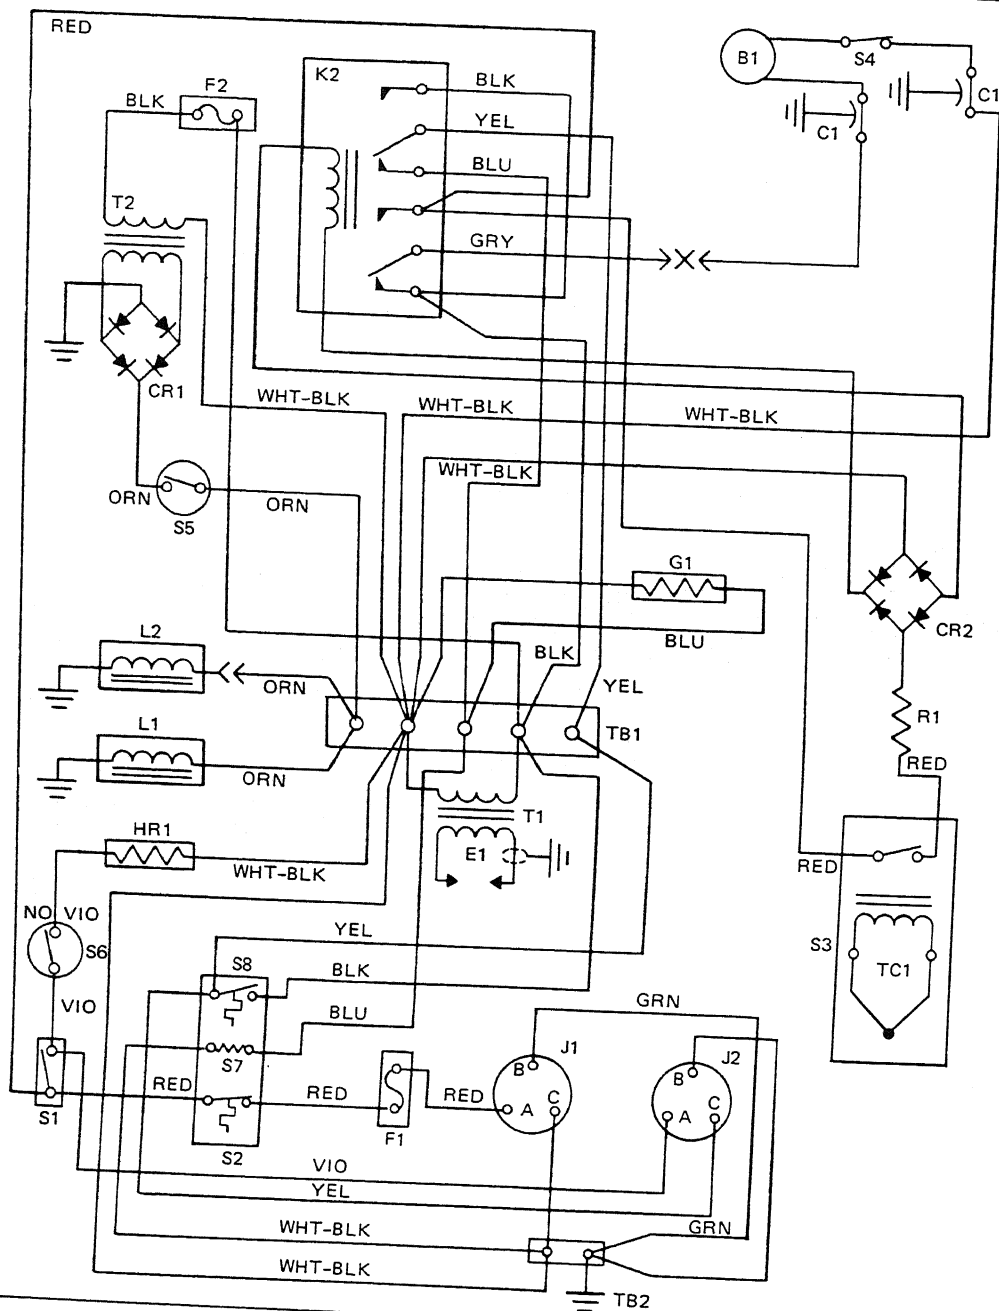 RED
B1
S4
K2
C1
F2
BLK
BLK
C1
YEL
BLU
T2
GRY
CR1
WHT-BLK
WHT-BLK
WHT-BLK
WHT-BLK
ORN
ORN
S5
G1
CR2
L2
BLU
BLK
ORN
YEL
R1
L1
TB1
RED
ORN
T1
HR1
E1
WHT-BLK
RED
NO VIO
YEL
S3
S6
TC1
S8
BLK
GRN
VIO
BLU
J1
S7
J2
B
B
RED
RED
RED
A
C
A
C
S1
F1
S2
VIO
YEL
WHT-BLK
GRN
WHT-BLK
TB2